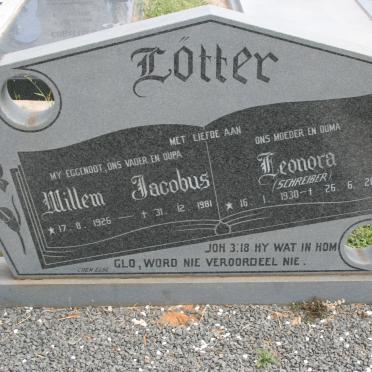 Lötter
MET LIEFDE AAN
MY EGGENOOT, ONS VADER EN OUPA
Willem Jacobus
★ 17. 8. 1926 — † 31. 12. 1981
ONS MOEDER EN OUMA
Leonora
(SCHREIBER)
★ 16. 1. 1930 – † 26. 6. 20
JOH 3.18 HY WAT IN HOM
GLO, WORD NIE VEROORDEEL NIE.